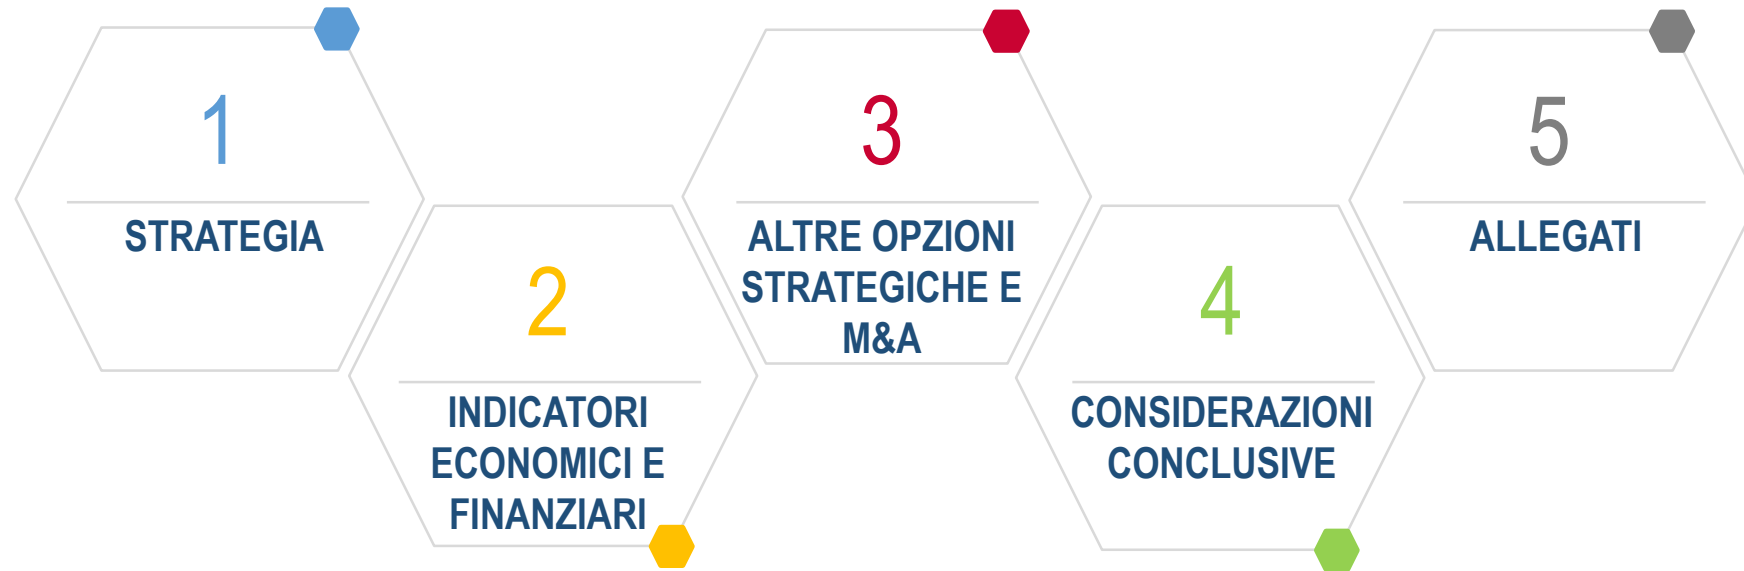 1
STRATEGIA
2
INDICATORI
ECONOMICI E
FINANZIARI
3
ALTRE OPZIONI
STRATEGICHE E
M&A
4
CONSIDERAZIONI
CONCLUSIVE
5
ALLEGATI